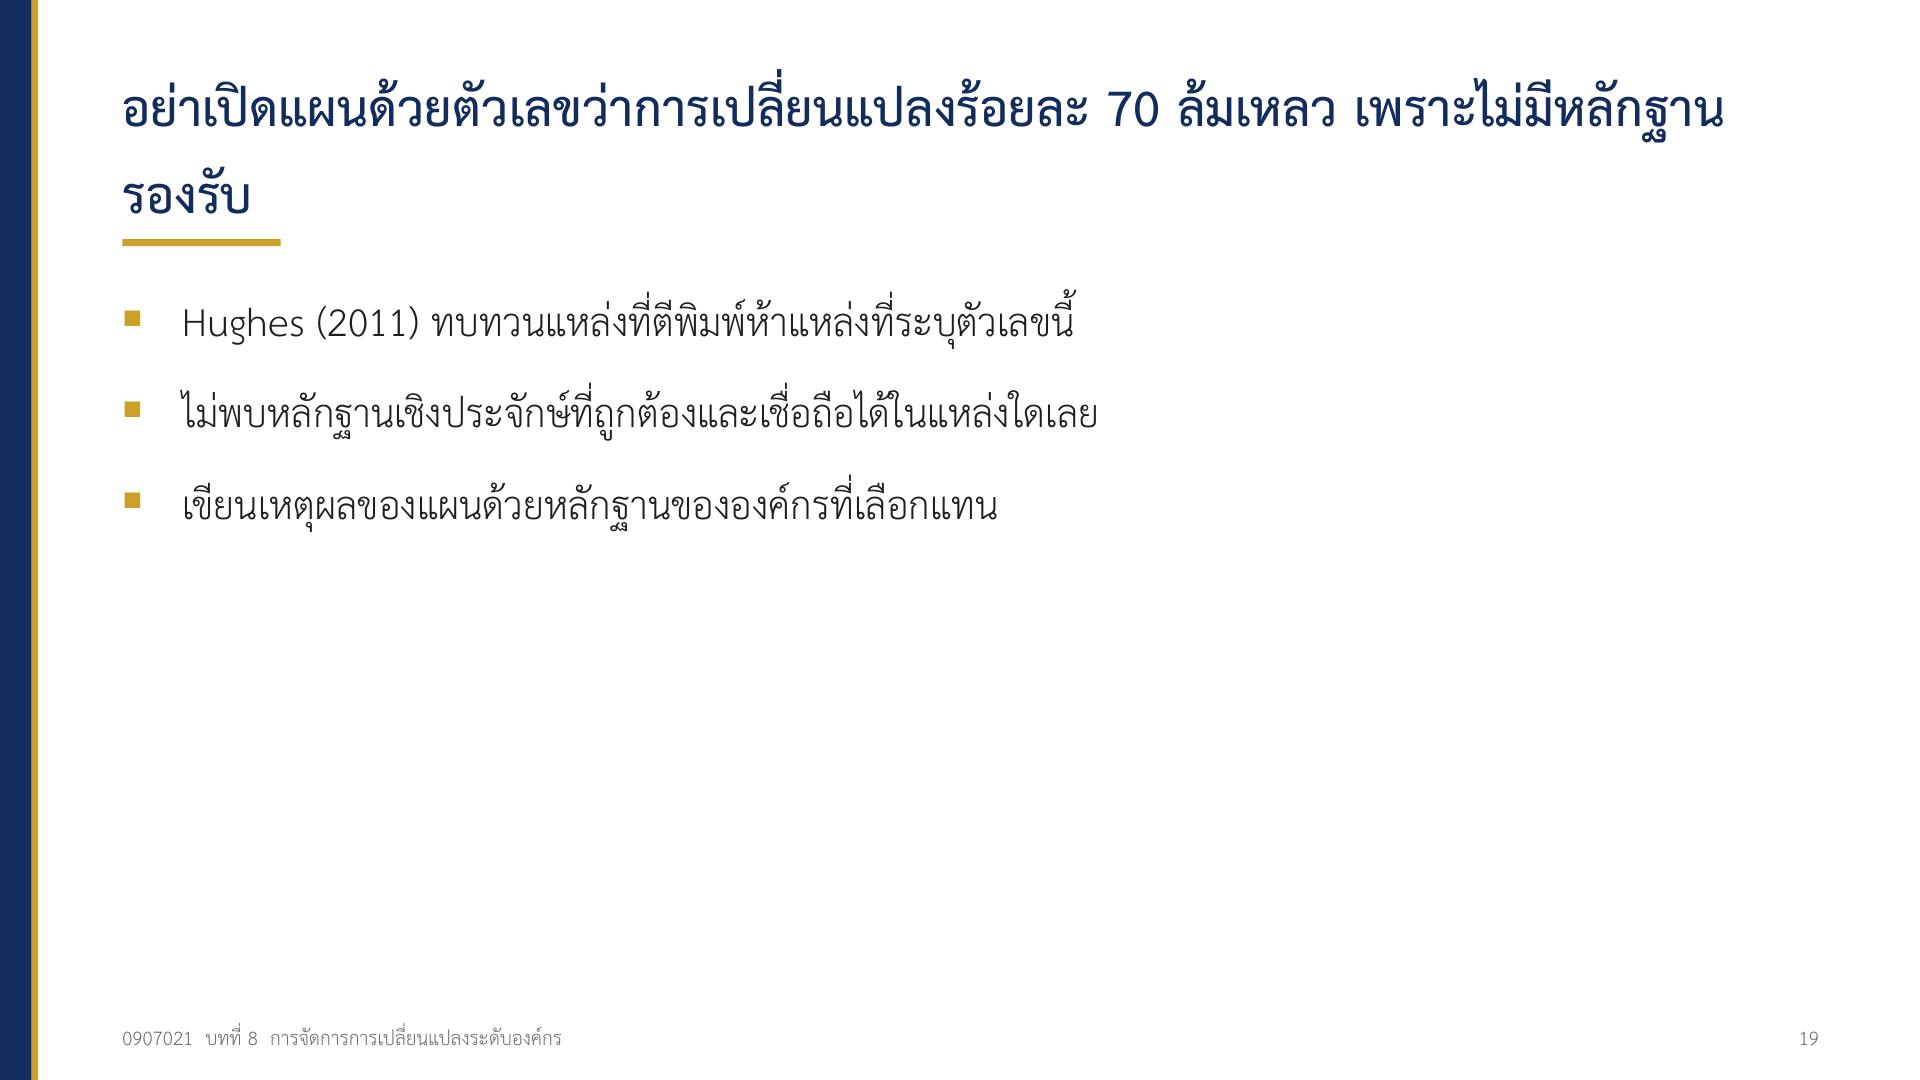 อย่าเปิดแผนด้วยตัวเลขว่าการเปลี่ยนแปลงร้อยละ 70 ล้มเหลว เพราะไม่มีหลักฐาน
รองรับ
Hughes (2011) ทบทวนแหล่งที่ตีพิมพ์ห้าแหล่งที่ระบุตัวเลขนี้
ไม่พบหลักฐานเชิงประจักษ์ที่ถูกต้องและเชื่อถือได้ในแหล่งใดเลย
เขียนเหตุผลของแผนด้วยหลักฐานขององค์กรที่เลือกแทน
0907021 บทที่ 8 การจัดการการเปลี่ยนแปลงระดับองค์กร
19